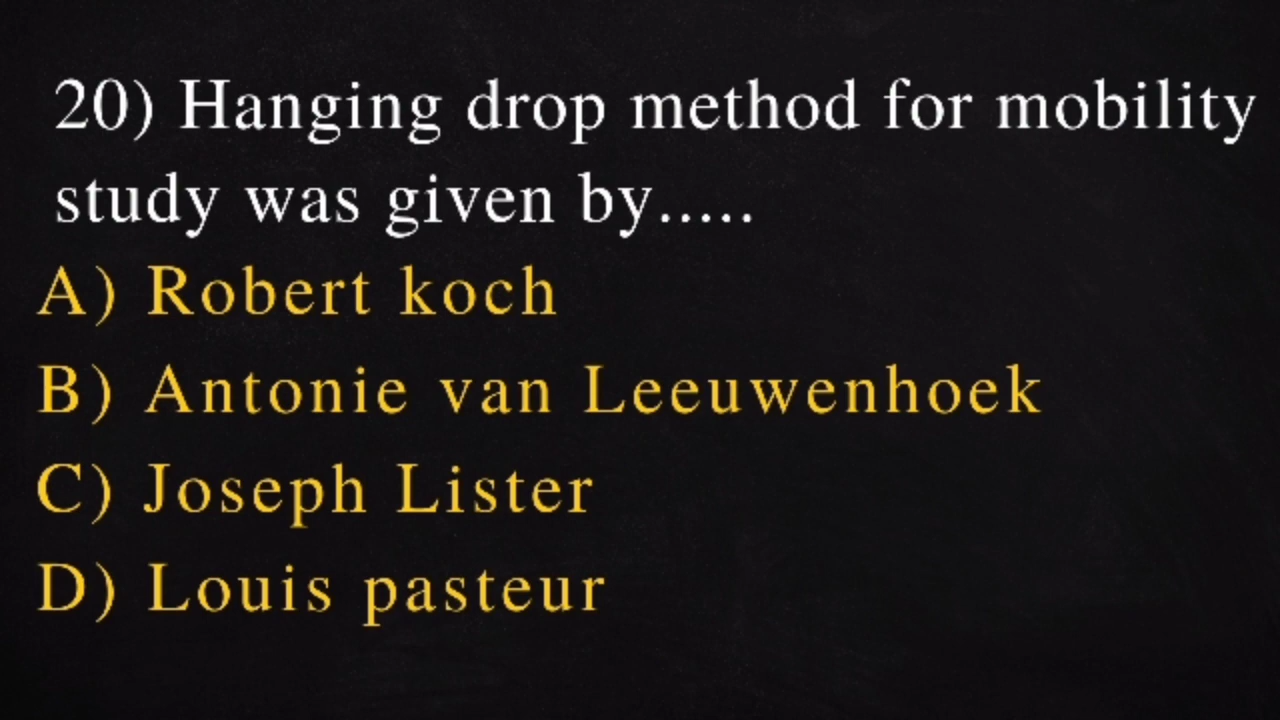 20) Hanging drop method for mobility
study was given by.....
A) Robert koch
B) Antonie van Leeuwenhoek
C) Joseph Lister
D) Louis pasteur